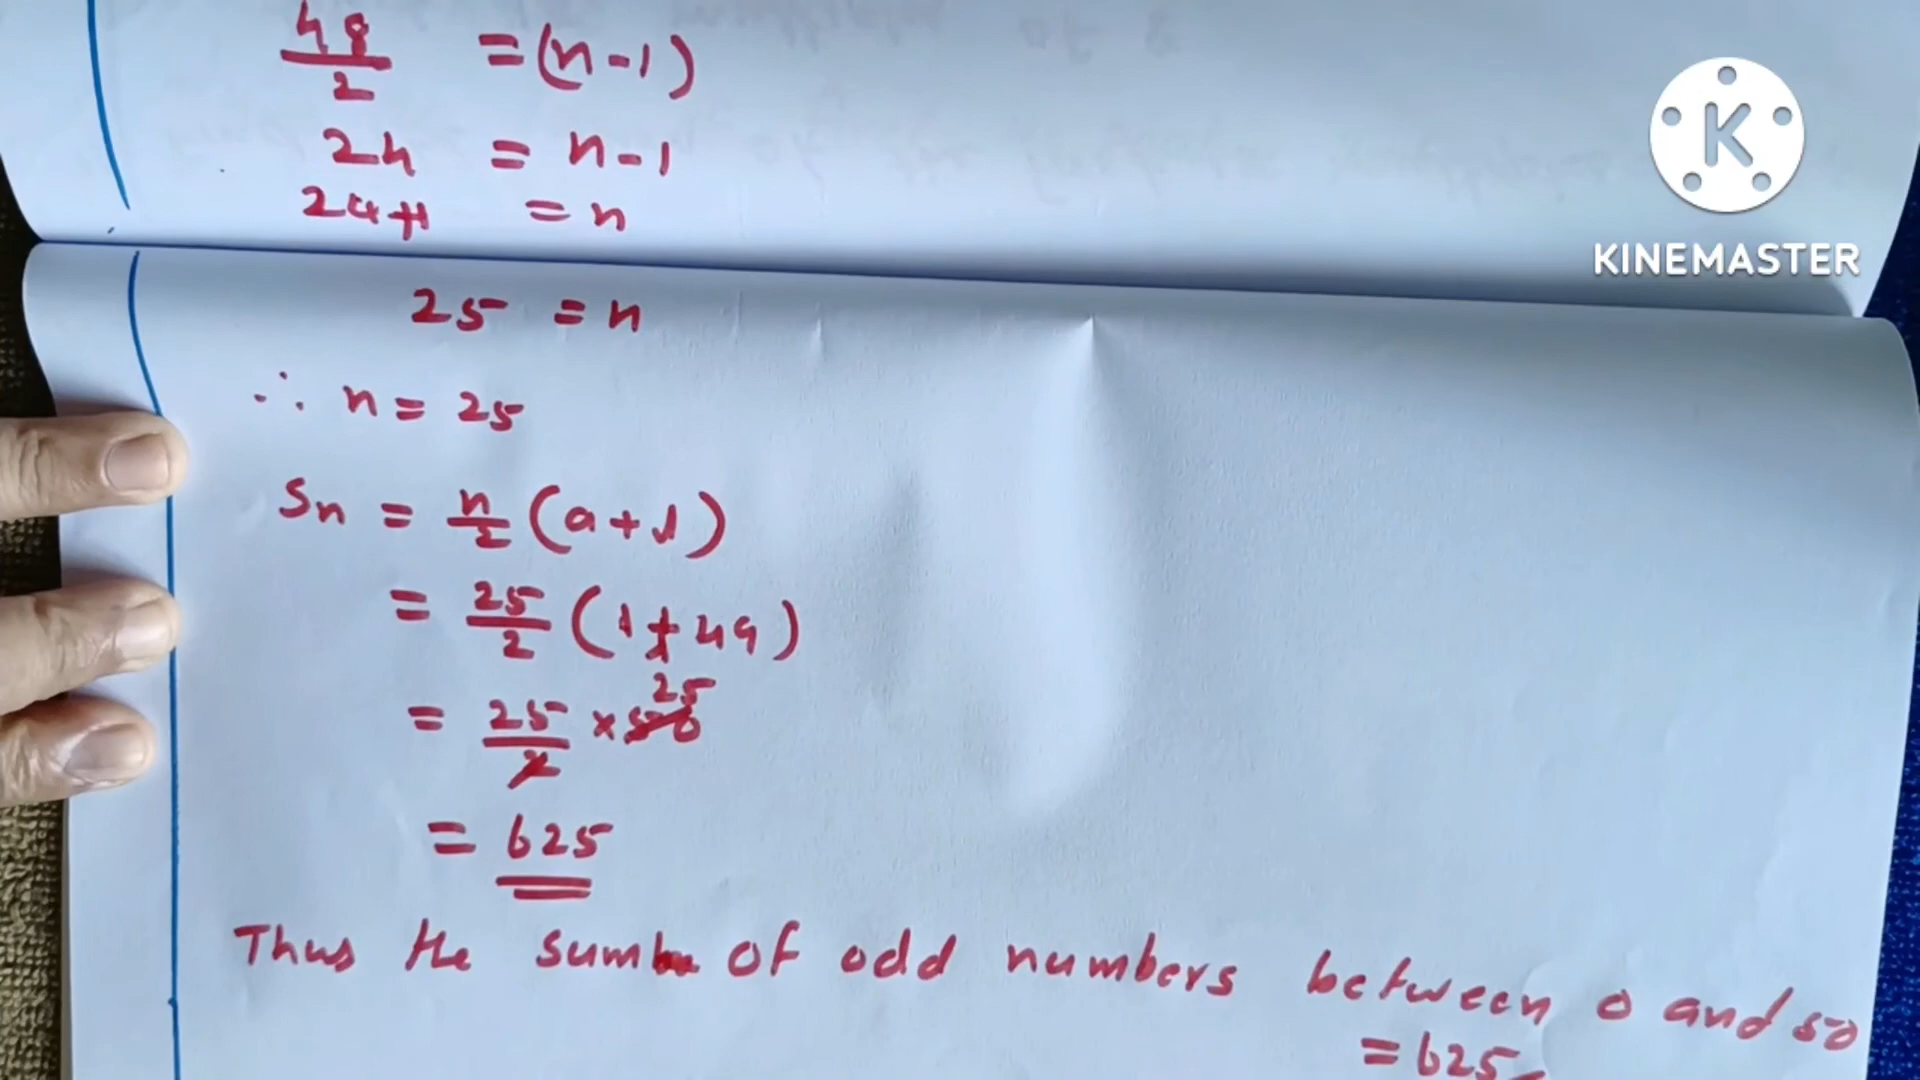 48/2 = (n-1)
24 = n-1
24+1 = n
25 = n
∴ n = 25
Sn = n/2 (a+l)
= 25/2 (1+49)
= 25/2 × 50 25
= 625
Thus the sum of odd numbers between 0 and 50
= 625
K
KINEMASTER